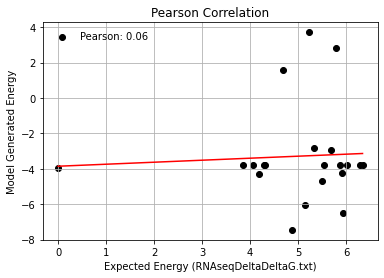 Pearson Correlation
Pearson: 0.06
Model Generated Energy
4
2
0
−2
−4
−6
−8
0 1 2 3 4 5 6
Expected Energy (RNAseqDeltaDeltaG.txt)